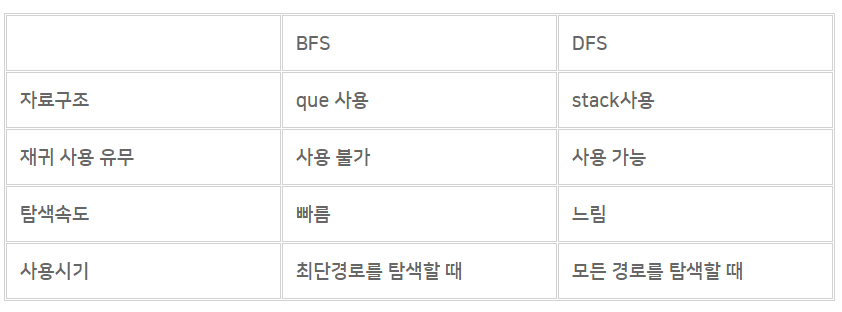 BFS DFS
자료구조 que 사용 stack사용
재귀 사용 유무 사용 불가 사용 가능
탐색속도 빠름 느림
사용시기 최단경로를 탐색할 때 모든 경로를 탐색할 때